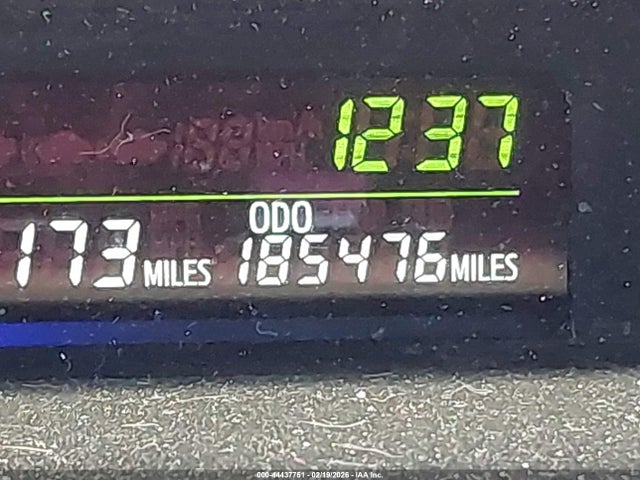 1237
ODO
173 MILES 185476 MILES
000-44437751 - 02/19/2026 - IAA Inc.